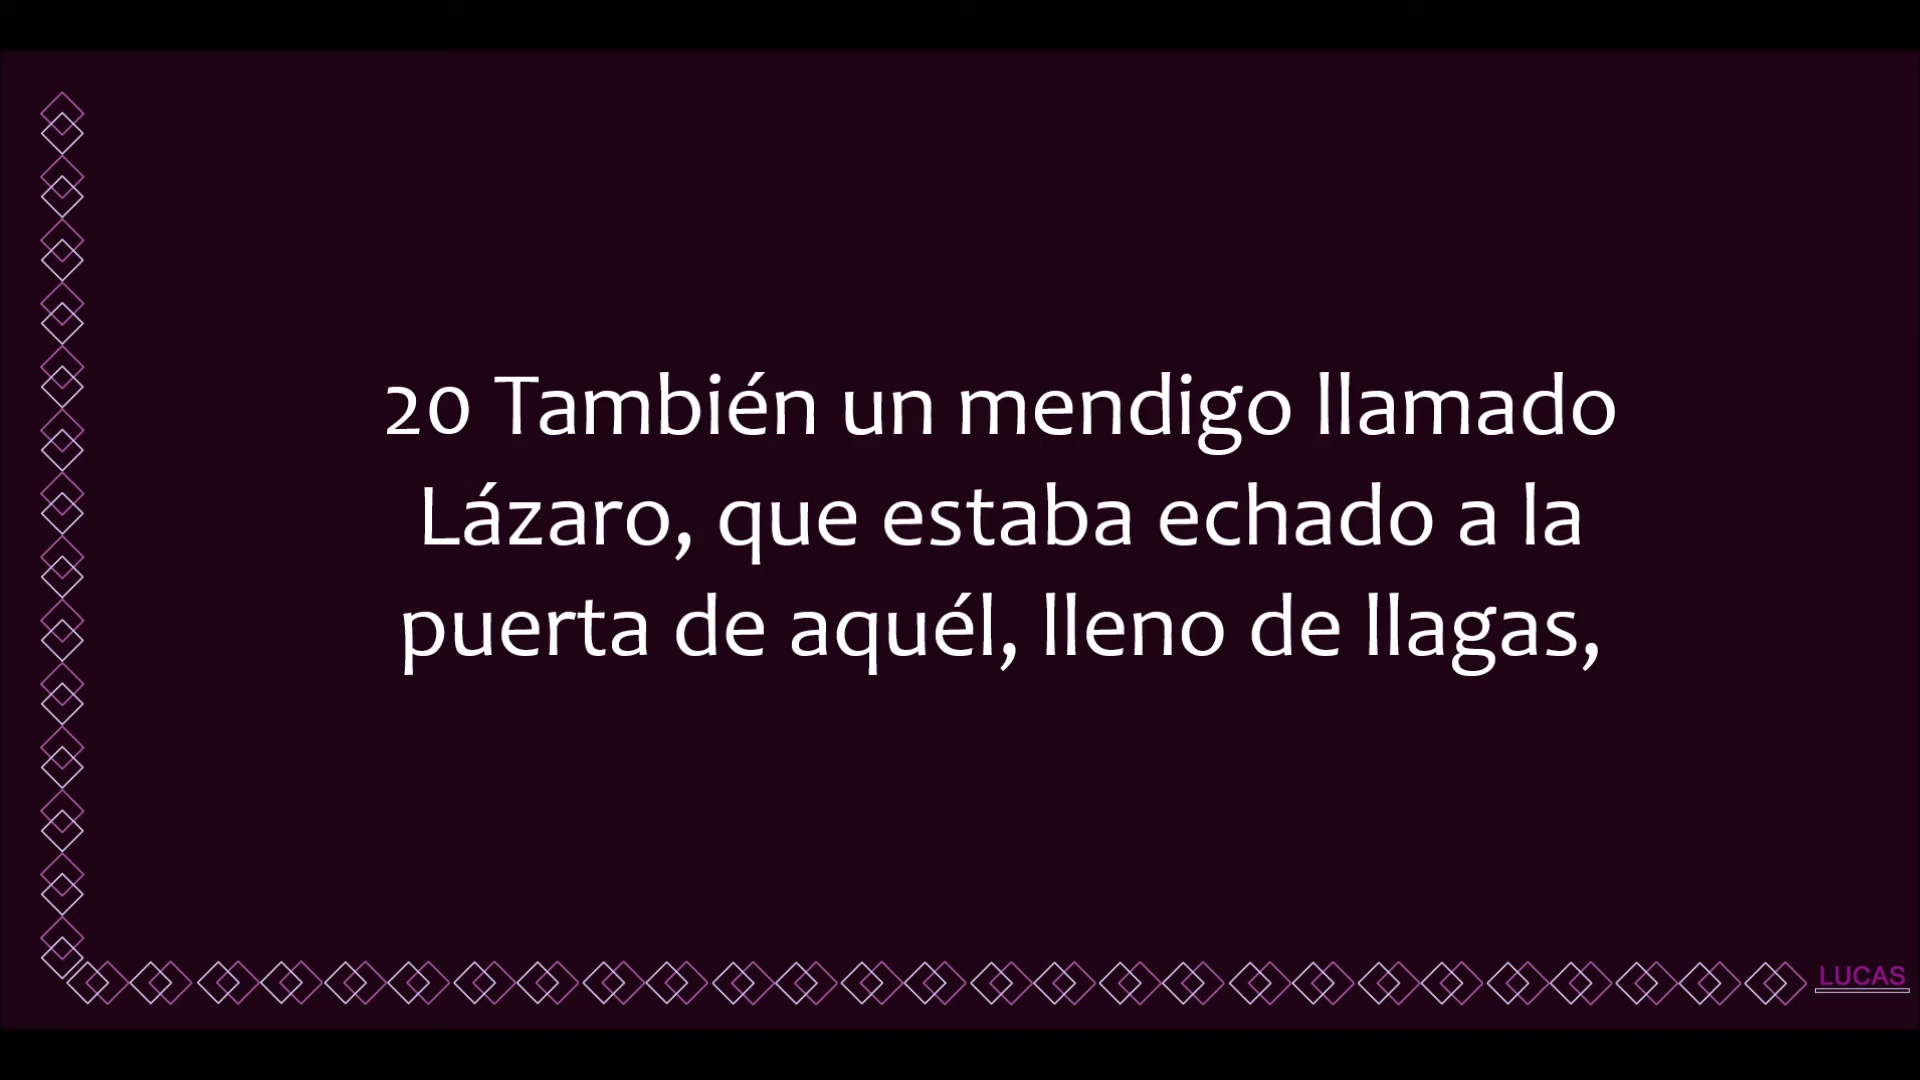 20 También un mendigo llamado
Lázaro, que estaba echado a la
puerta de aquél, lleno de llagas,
LUCAS